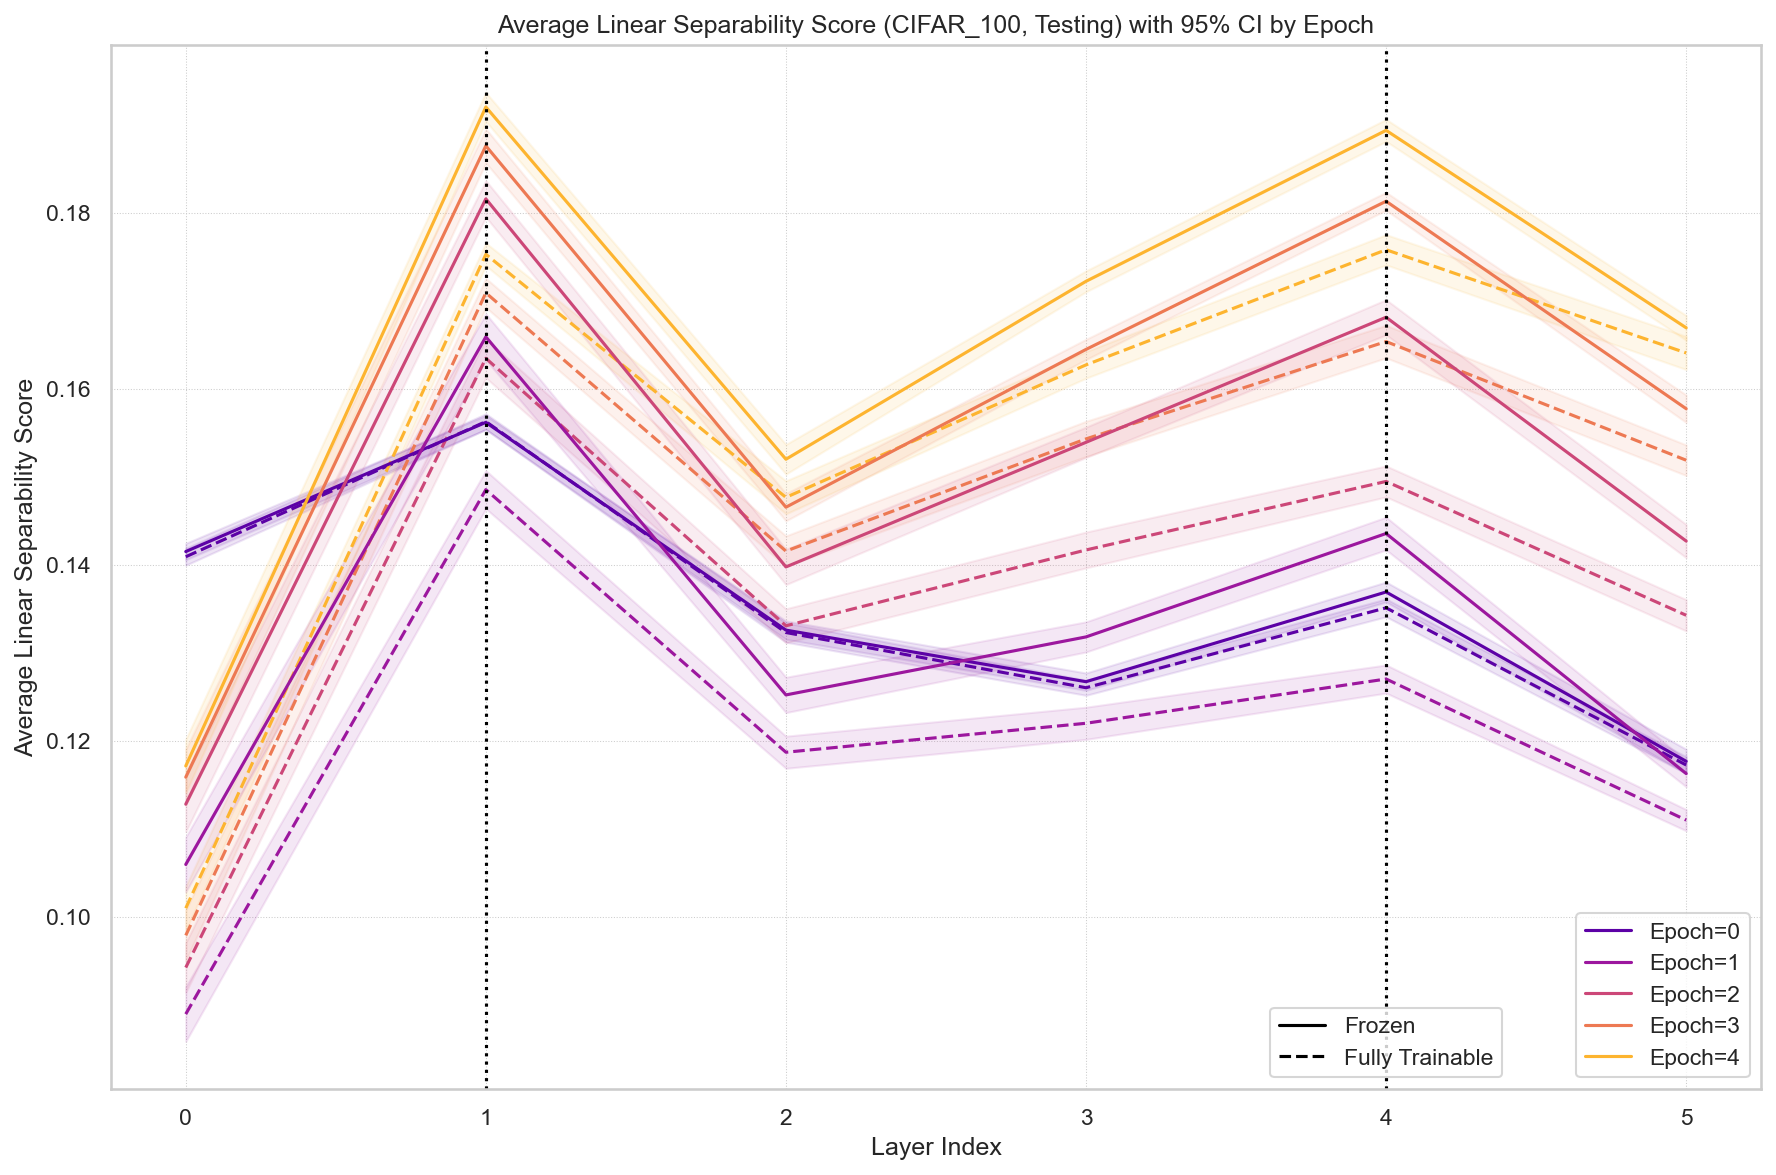 Average Linear Separability Score (CIFAR_100, Testing) with 95% CI by Epoch
Average Linear Separability Score
0.18
0.16
0.14
0.12
0.10
0
1
2
3
4
5
Layer Index
Frozen
Fully Trainable
Epoch=0
Epoch=1
Epoch=2
Epoch=3
Epoch=4